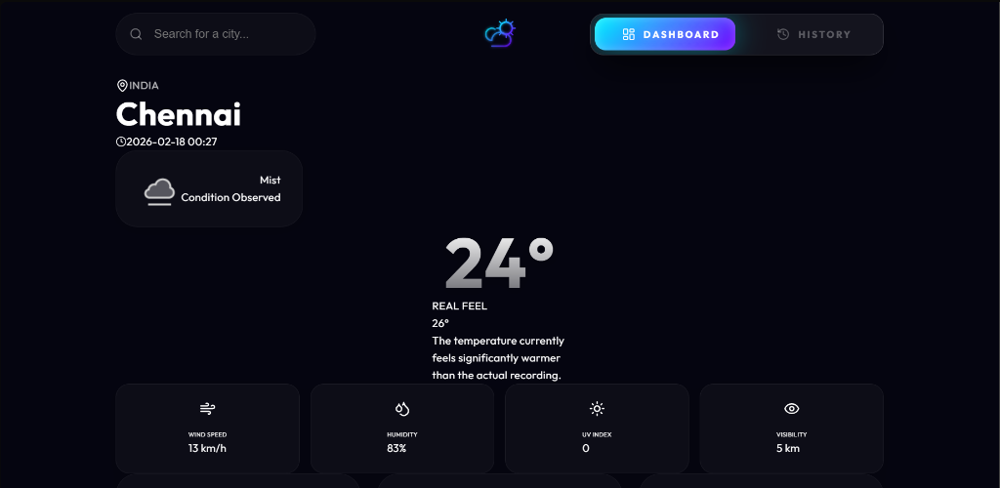 Search for a city...
DASHBOARD
HISTORY
INDIA
Chennai
2026-02-18 00:27
Mist
Condition Observed
24°
REAL FEEL
26°
The temperature currently
feels significantly warmer
than the actual recording.
WIND SPEED
13 km/h
HUMIDITY
83%
UV INDEX
0
VISIBILITY
5 km